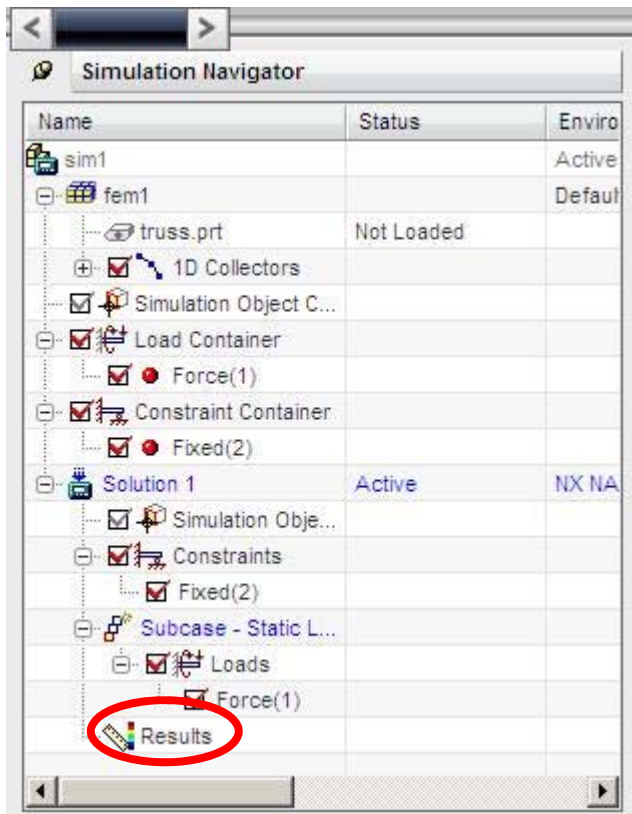 Simulation Navigator
Name Status Enviro
sim1 Active
fem1 Defaul
truss.prt Not Loaded
1D Collectors
Simulation Object C...
Load Container
Force(1)
Constraint Container
Fixed(2)
Solution 1 Active NX NA
Simulation Obje...
Constraints
Fixed(2)
Subcase - Static L...
Loads
Force(1)
Results